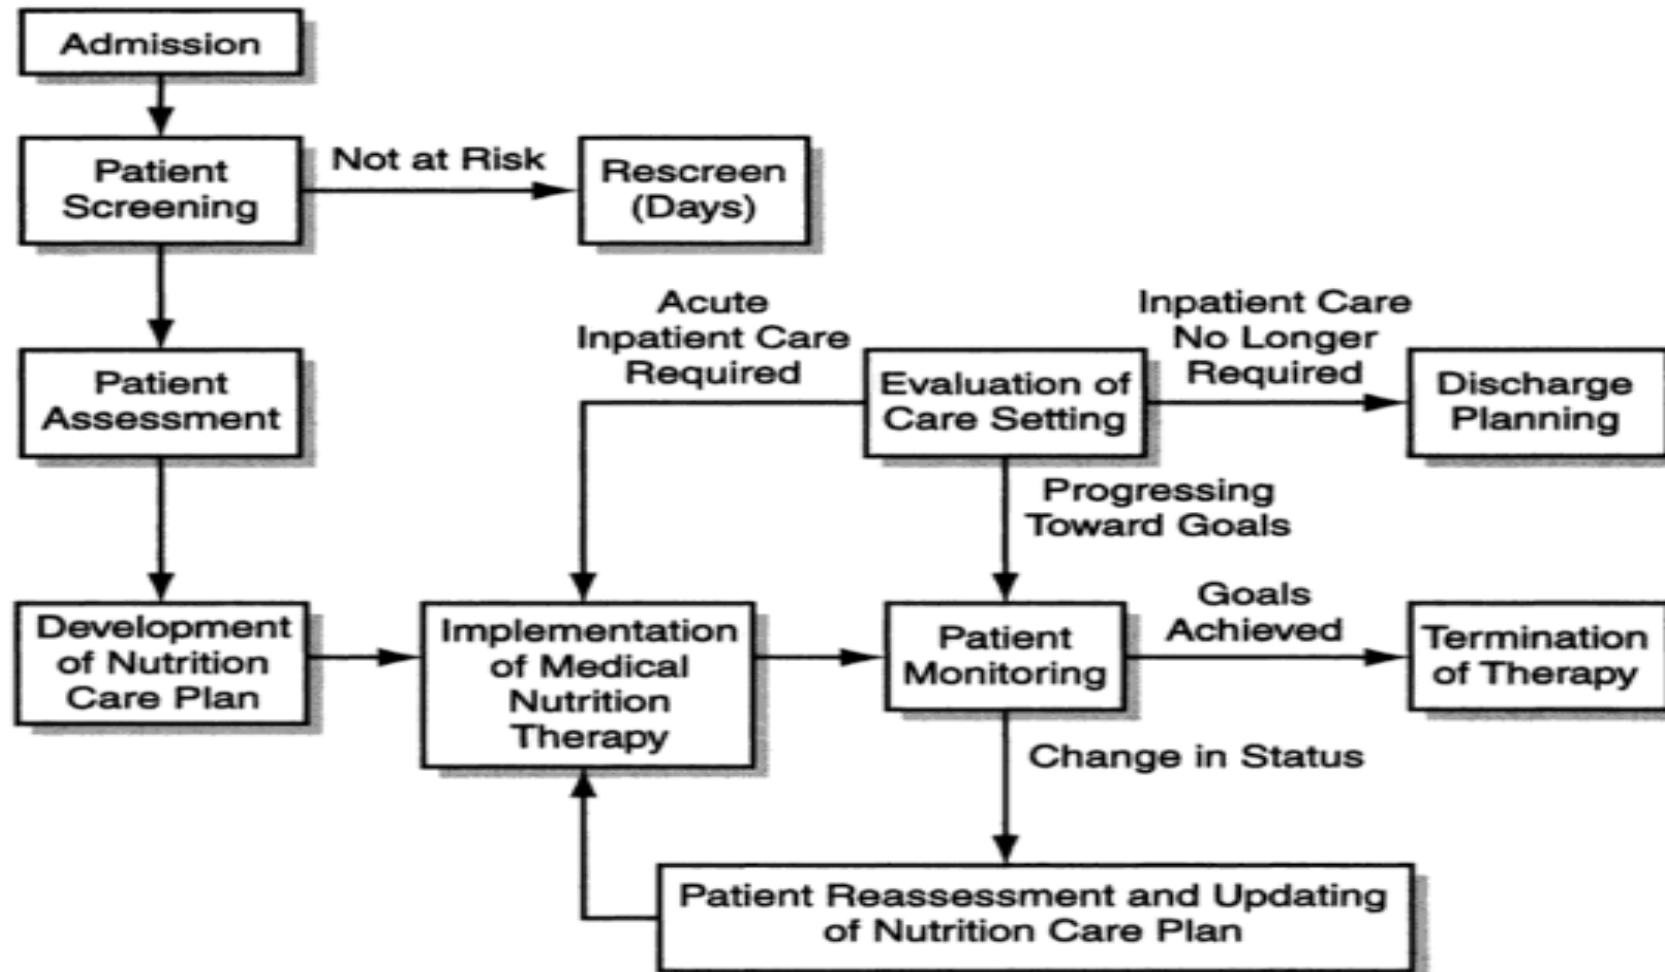 Admission
Patient
Screening
Not at Risk
Rescreen
(Days)
Patient
Assessment
Acute
Inpatient Care
Required
Evaluation of
Care Setting
Inpatient Care
No Longer
Required
Discharge
Planning
Progressing
Toward Goals
Development
of Nutrition
Care Plan
Implementation
of Medical
Nutrition
Therapy
Patient
Monitoring
Goals
Achieved
Termination
of Therapy
Change in Status
Patient Reassessment and Updating
of Nutrition Care Plan